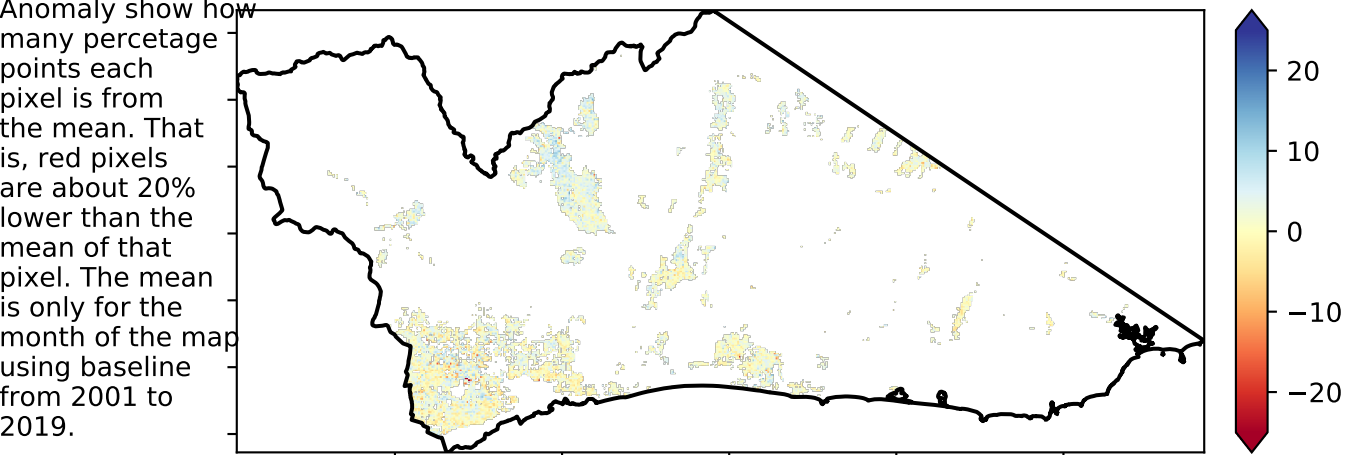 Anomaly show how
many percetage
points each
pixel is from
the mean. That
is, red pixels
are about 20%
lower than the
mean of that
pixel. The mean
is only for the
month of the map
using baseline
from 2001 to
2019.
20
10
0
−10
−20